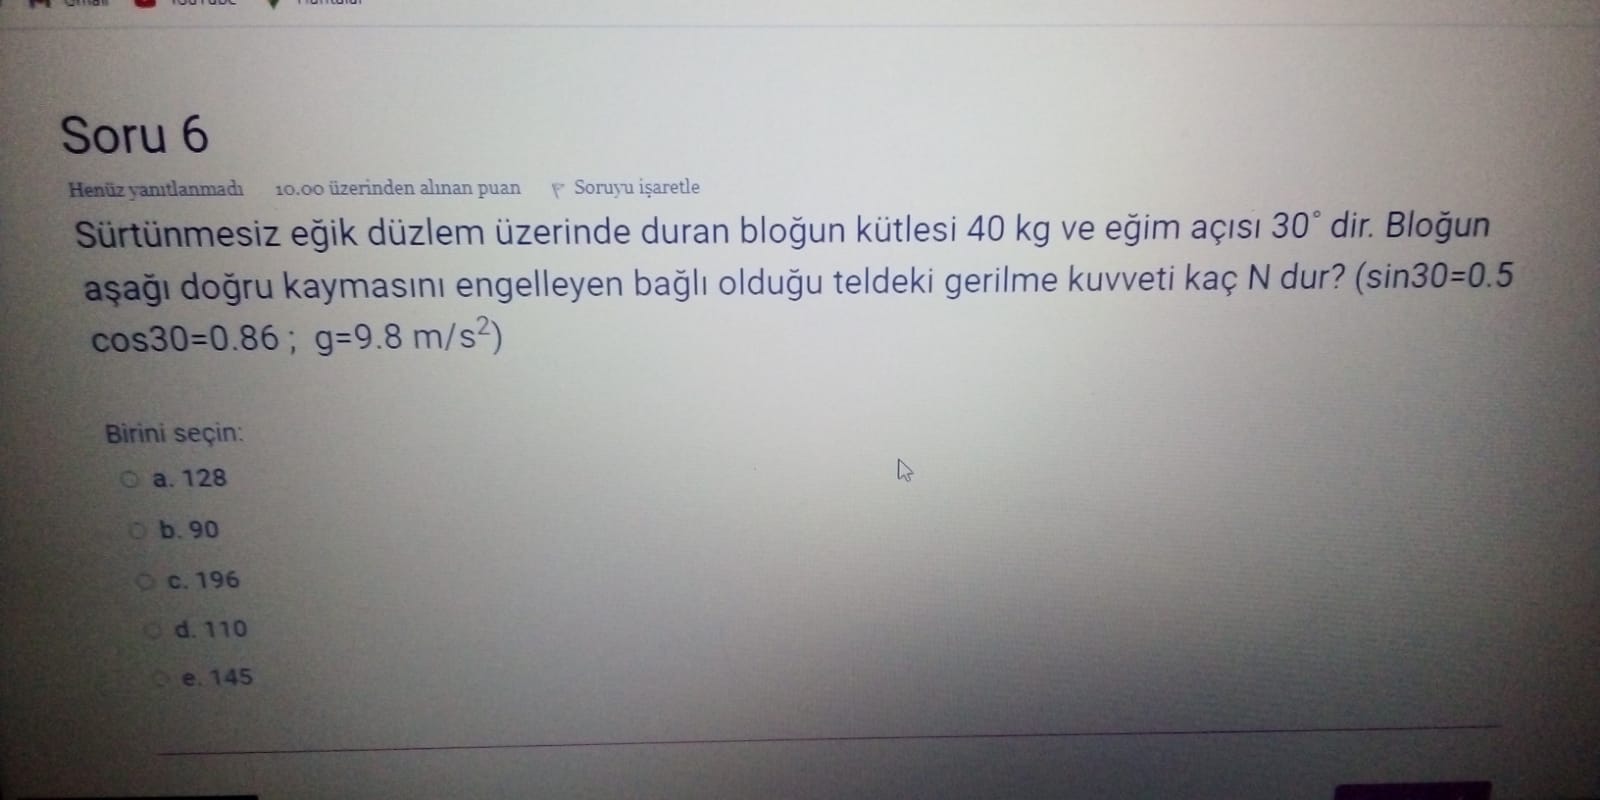 Soru 6
Henüz yanıtlanmadı 10.00 üzerinden alınan puan Soruyu işaretle
Sürtünmesiz eğik düzlem üzerinde duran bloğun kütlesi 40 kg ve eğim açısı 30° dir. Bloğun
aşağı doğru kaymasını engelleyen bağlı olduğu teldeki gerilme kuvveti kaç N dur? (sin30=0.5
cos30=0.86 ; g=9.8 m/s²)
Birini seçin:
a. 128
b. 90
c. 196
d. 110
e. 145